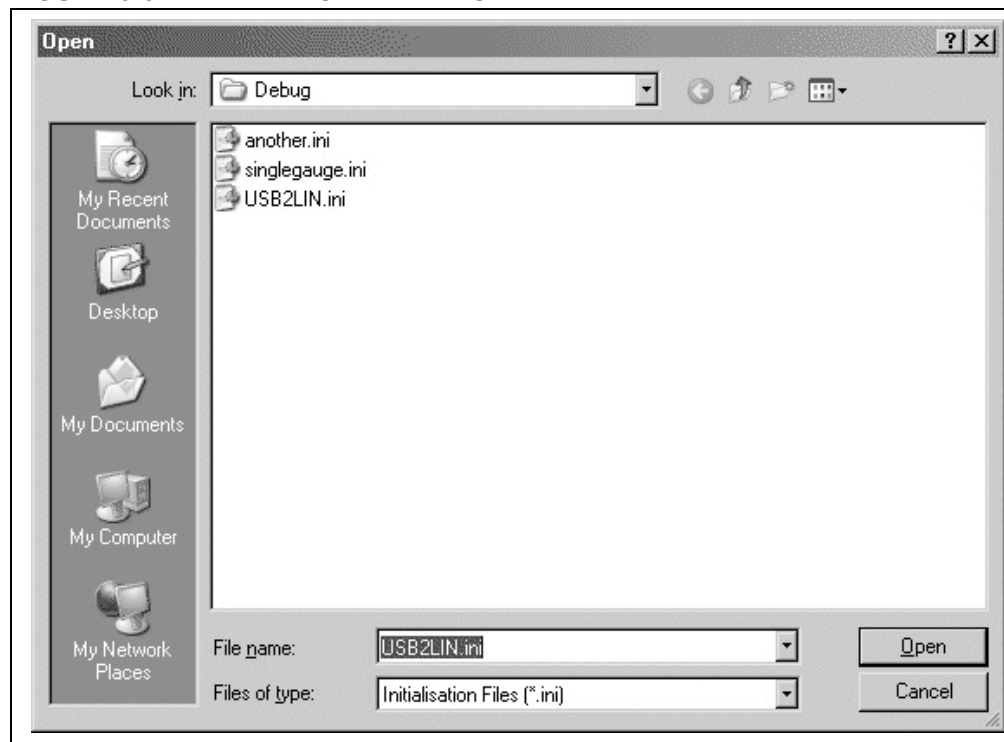 Open
Look in: Debug
another.ini
singlegauge.ini
USB2LIN.ini
My Recent
Documents
Desktop
My Documents
My Computer
My Network
Places
File name: USB2LIN.ini Open
Files of type: Initialisation Files (*.ini) Cancel